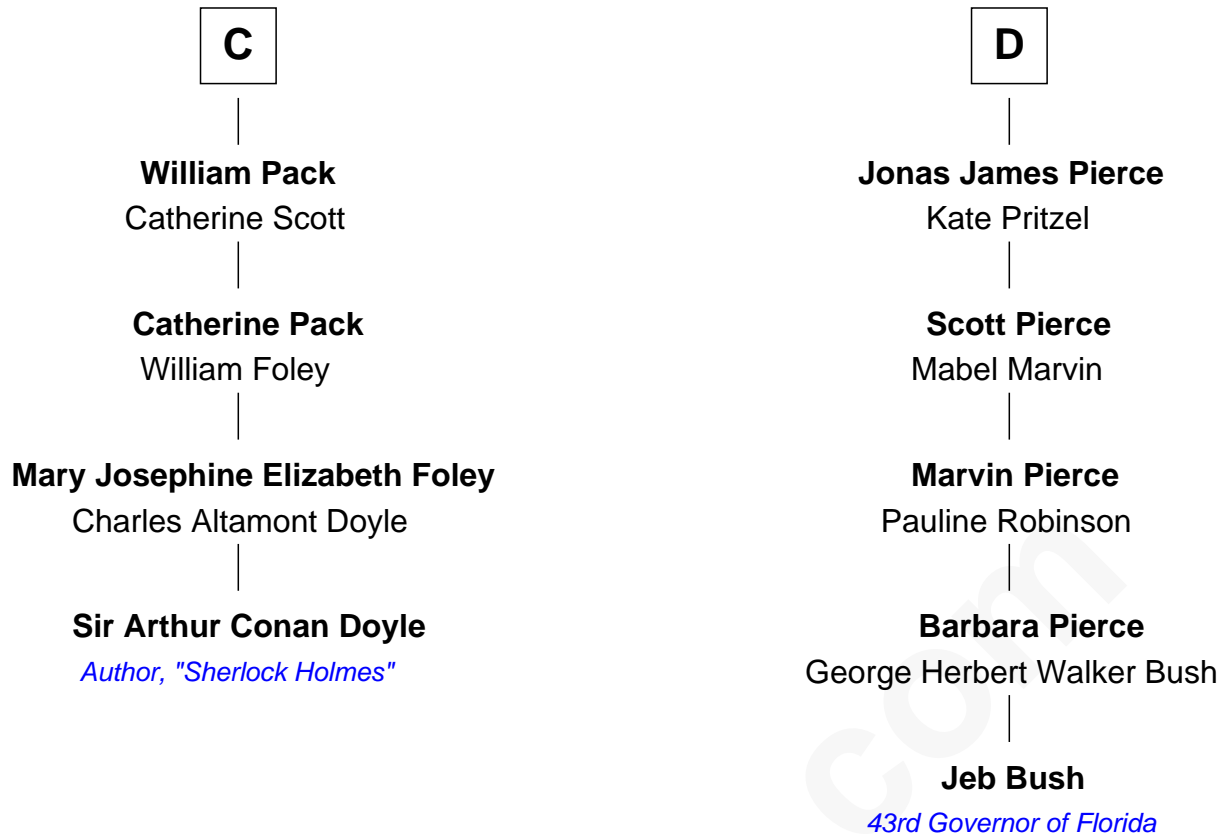 C
William Pack
Catherine Scott
Catherine Pack
William Foley
Mary Josephine Elizabeth Foley
Charles Altamont Doyle
Sir Arthur Conan Doyle
Author, "Sherlock Holmes"
D
Jonas James Pierce
Kate Pritzel
Scott Pierce
Mabel Marvin
Marvin Pierce
Pauline Robinson
Barbara Pierce
George Herbert Walker Bush
Jeb Bush
43rd Governor of Florida
com